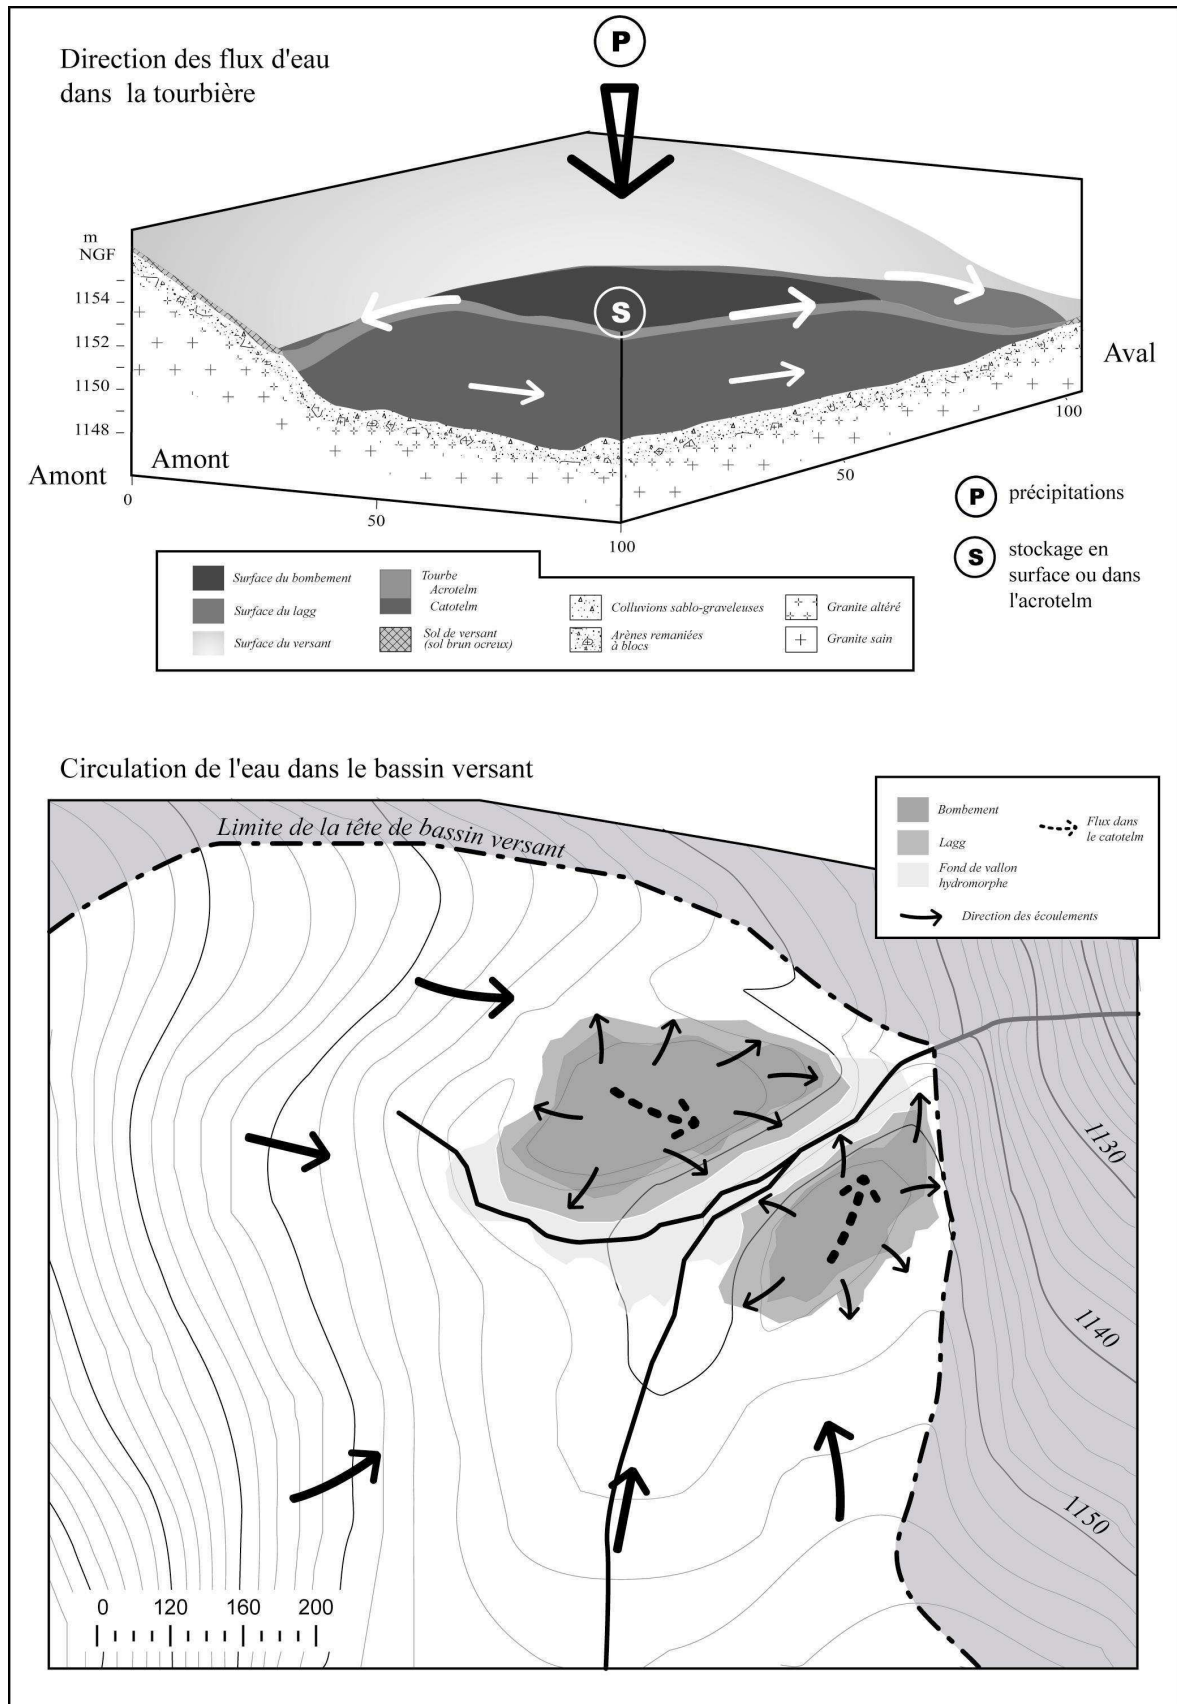 P
Direction des flux d'eau
dans la tourbière
m
NGF
1154
1152
1150
1148
S
Aval
Amont
Amont
0
50
100
50
100
P précipitations
S stockage en
surface ou dans
l'acrotelm
Surface du bombement
Surface du lagg
Surface du versant
Tourbe
Acrotelm
Catotelm
Sol de versant
(sol brun ocreux)
Colluvions sablo-graveleuses
Arènes remaniées
à blocs
Granite altéré
Granite sain
Circulation de l'eau dans le bassin versant
Bombement
Lagg
Fond de vallon
hydromorphe
Flux dans
le catotelm
Direction des écoulements
Limite de la tête de bassin versant
1130
1140
1150
0 120 160 200